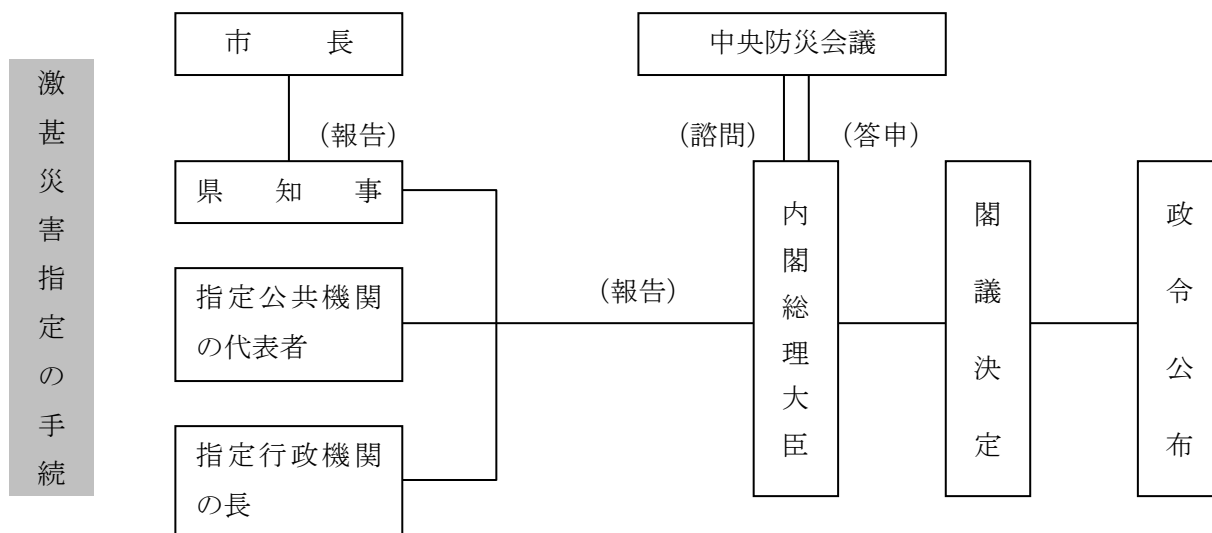 激甚災害指定の手続
市長
中央防災会議
（報告）
（諮問）
（答申）
県知事
指定公共機関
の代表者
指定行政機関
の長
（報告）
内閣総理大臣
閣議決定
政令公布